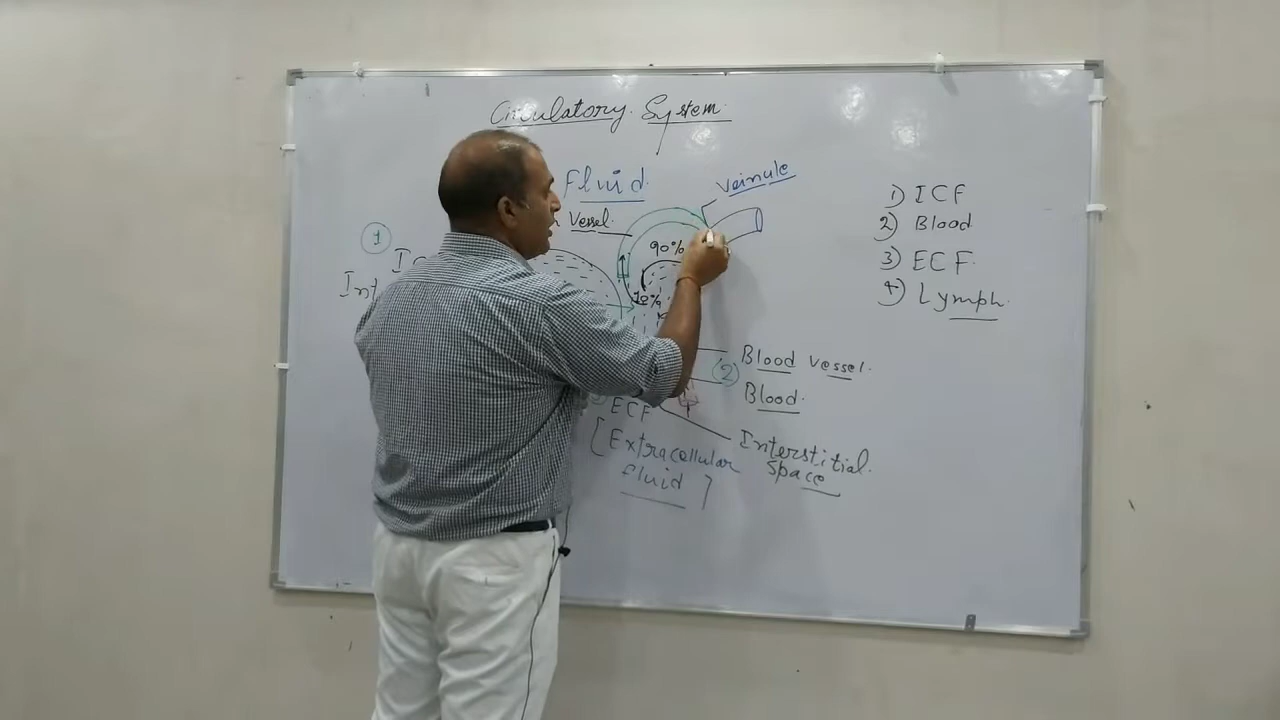 Circulatory System
Fluid
Veinule
Vessel.
1
90%
10%
Blood vessel.
(2)
Blood.
ECF
[Extracellular
fluid]
Interstitial
space
1) ICF
2) Blood
3) ECF
4) Lymph.